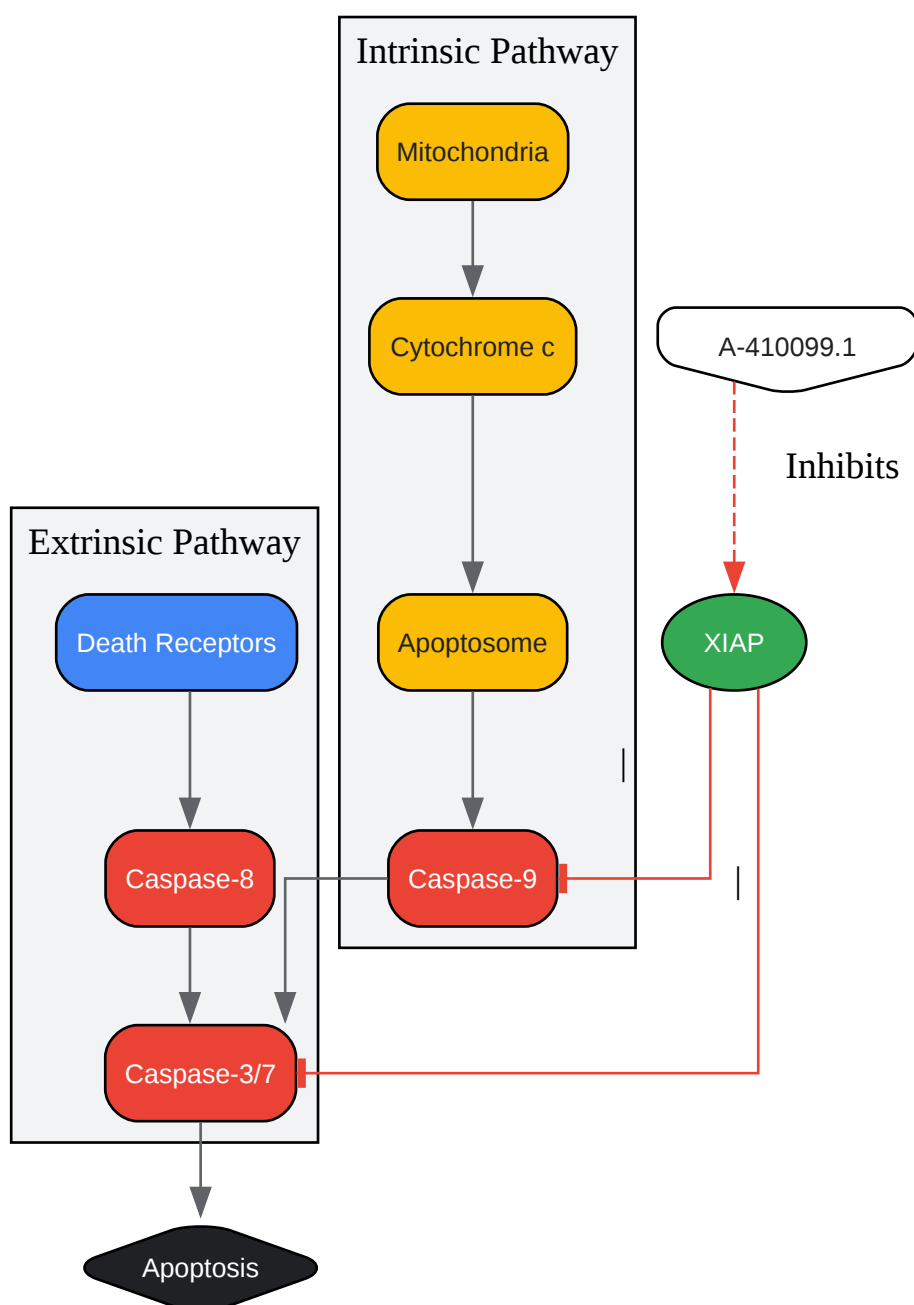 Intrinsic Pathway
Mitochondria
Cytochrome c
A-410099.1
Inhibits
Extrinsic Pathway
Death Receptors
Apoptosome
XIAP
|
Caspase-8
Caspase-9
|
Caspase-3/7
Apoptosis